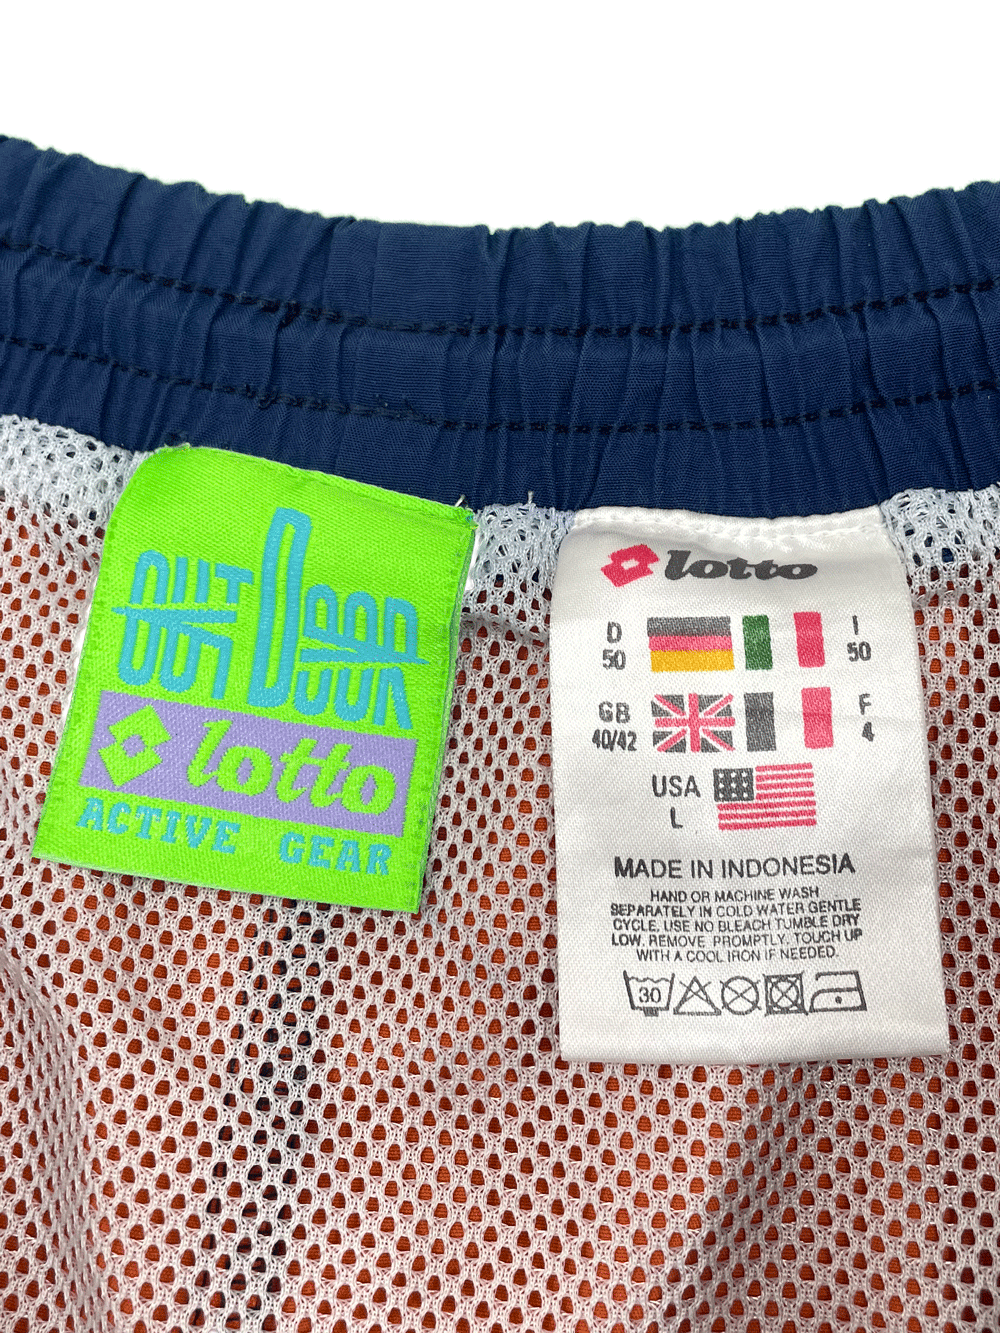 OUTDOOR
lotto
ACTIVE GEAR
lotto
D 50
I 50
GB 40/42
F 4
USA L
MADE IN INDONESIA
HAND OR MACHINE WASH
SEPARATELY IN COLD WATER GENTLE
CYCLE, USE NO BLEACH TUMBLE DRY
LOW, REMOVE PROMPTLY, TOUCH UP
WITH A COOL IRON IF NEEDED.
30